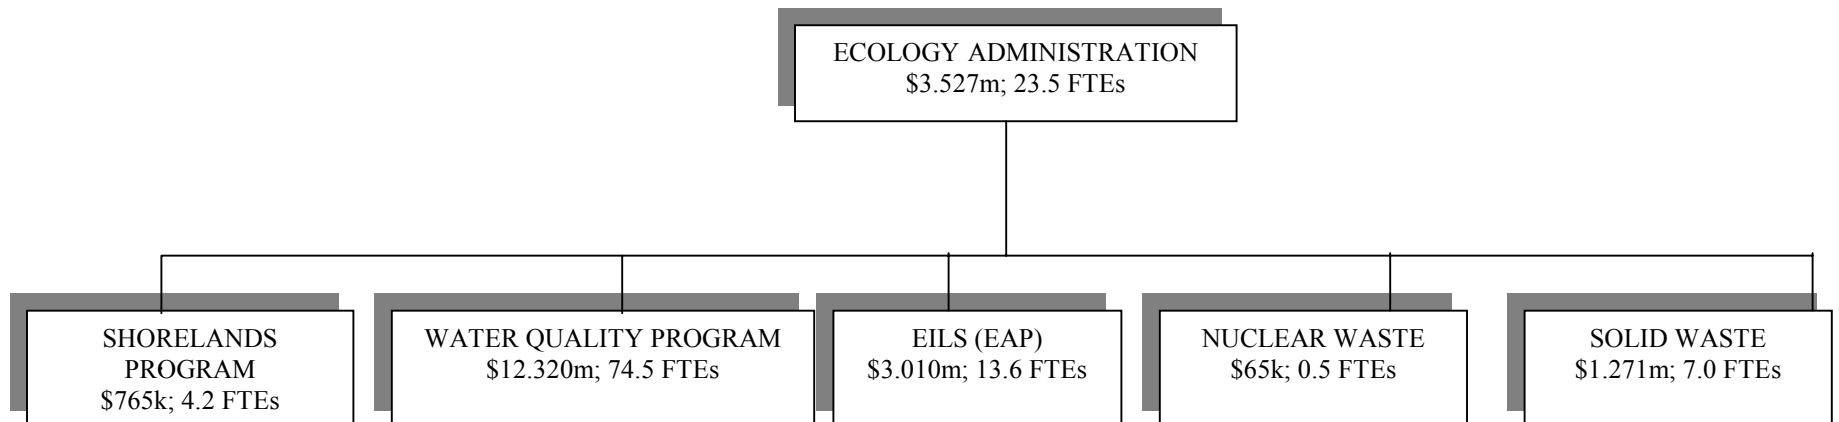 ECOLOGY ADMINISTRATION
$3.527m; 23.5 FTEs
SHORELANDS
PROGRAM
$765k; 4.2 FTEs
WATER QUALITY PROGRAM
$12.320m; 74.5 FTEs
EILS (EAP)
$3.010m; 13.6 FTEs
NUCLEAR WASTE
$65k; 0.5 FTEs
SOLID WASTE
$1.271m; 7.0 FTEs